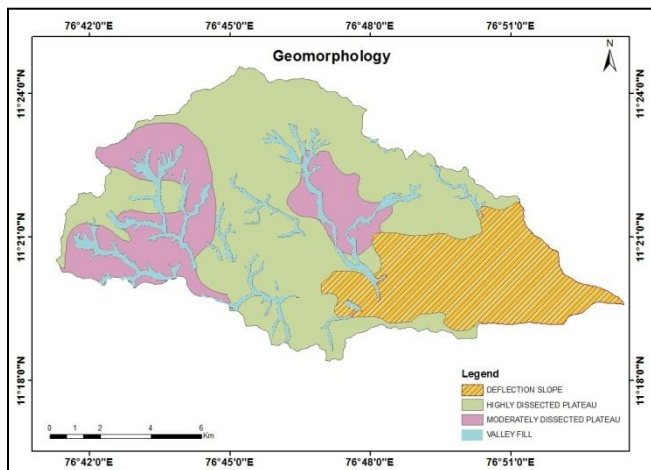 76°42'0"E 76°45'0"E 76°48'0"E 76°51'0"E
Geomorphology
N
11°24'0"N 11°24'0"N
11°21'0"N 11°21'0"N
11°18'0"N 11°18'0"N
Legend
DEFLECTION SLOPE
HIGHLY DISSECTED PLATEAU
MODERATELY DISSECTED PLATEAU
VALLEY FILL
0 1 2 4 6
Km
76°42'0"E 76°45'0"E 76°48'0"E 76°51'0"E